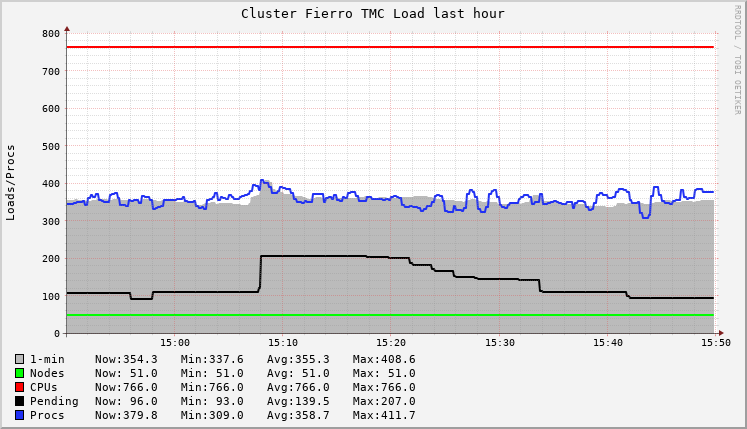 Cluster Fierro TMC Load last hour
RRDTOOL / TOBI OETIKER
Loads/Procs
800
700
600
500
400
300
200
100
0
15:00 15:10 15:20 15:30 15:40 15:50
1-min Now:354.3 Min:337.6 Avg:355.3 Max:408.6
Nodes Now: 51.0 Min: 51.0 Avg: 51.0 Max: 51.0
CPUs Now:766.0 Min:766.0 Avg:766.0 Max:766.0
Pending Now: 96.0 Min: 93.0 Avg:139.5 Max:207.0
Procs Now:379.8 Min:309.0 Avg:358.7 Max:411.7